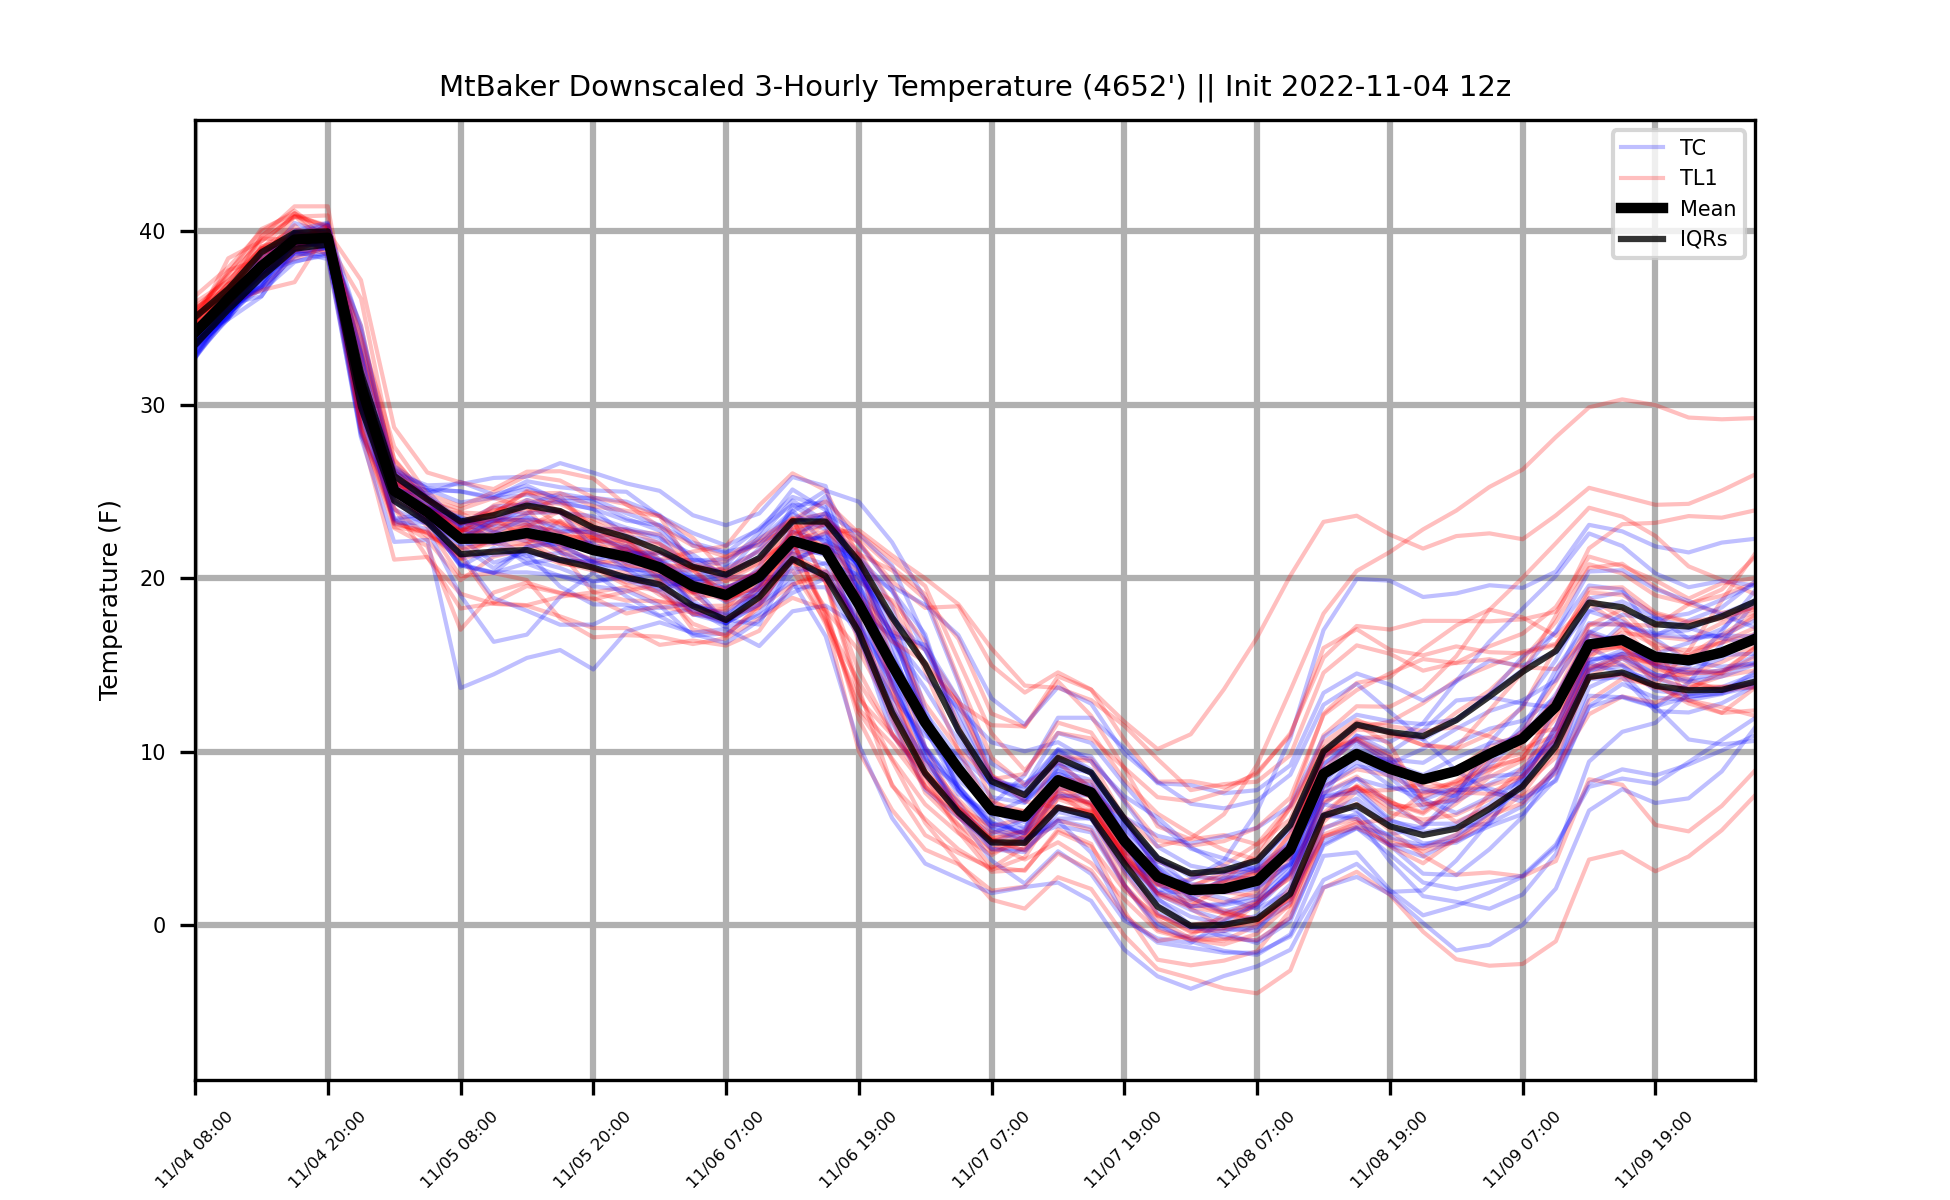 MtBaker Downscaled 3-Hourly Temperature (4652') || Init 2022-11-04 12z
TC
TL1
Mean
IQRs
Temperature (F)
40
30
20
10
0
11/04 08:00
11/04 20:00
11/05 08:00
11/05 20:00
11/06 07:00
11/06 19:00
11/07 07:00
11/07 19:00
11/08 07:00
11/08 19:00
11/09 07:00
11/09 19:00